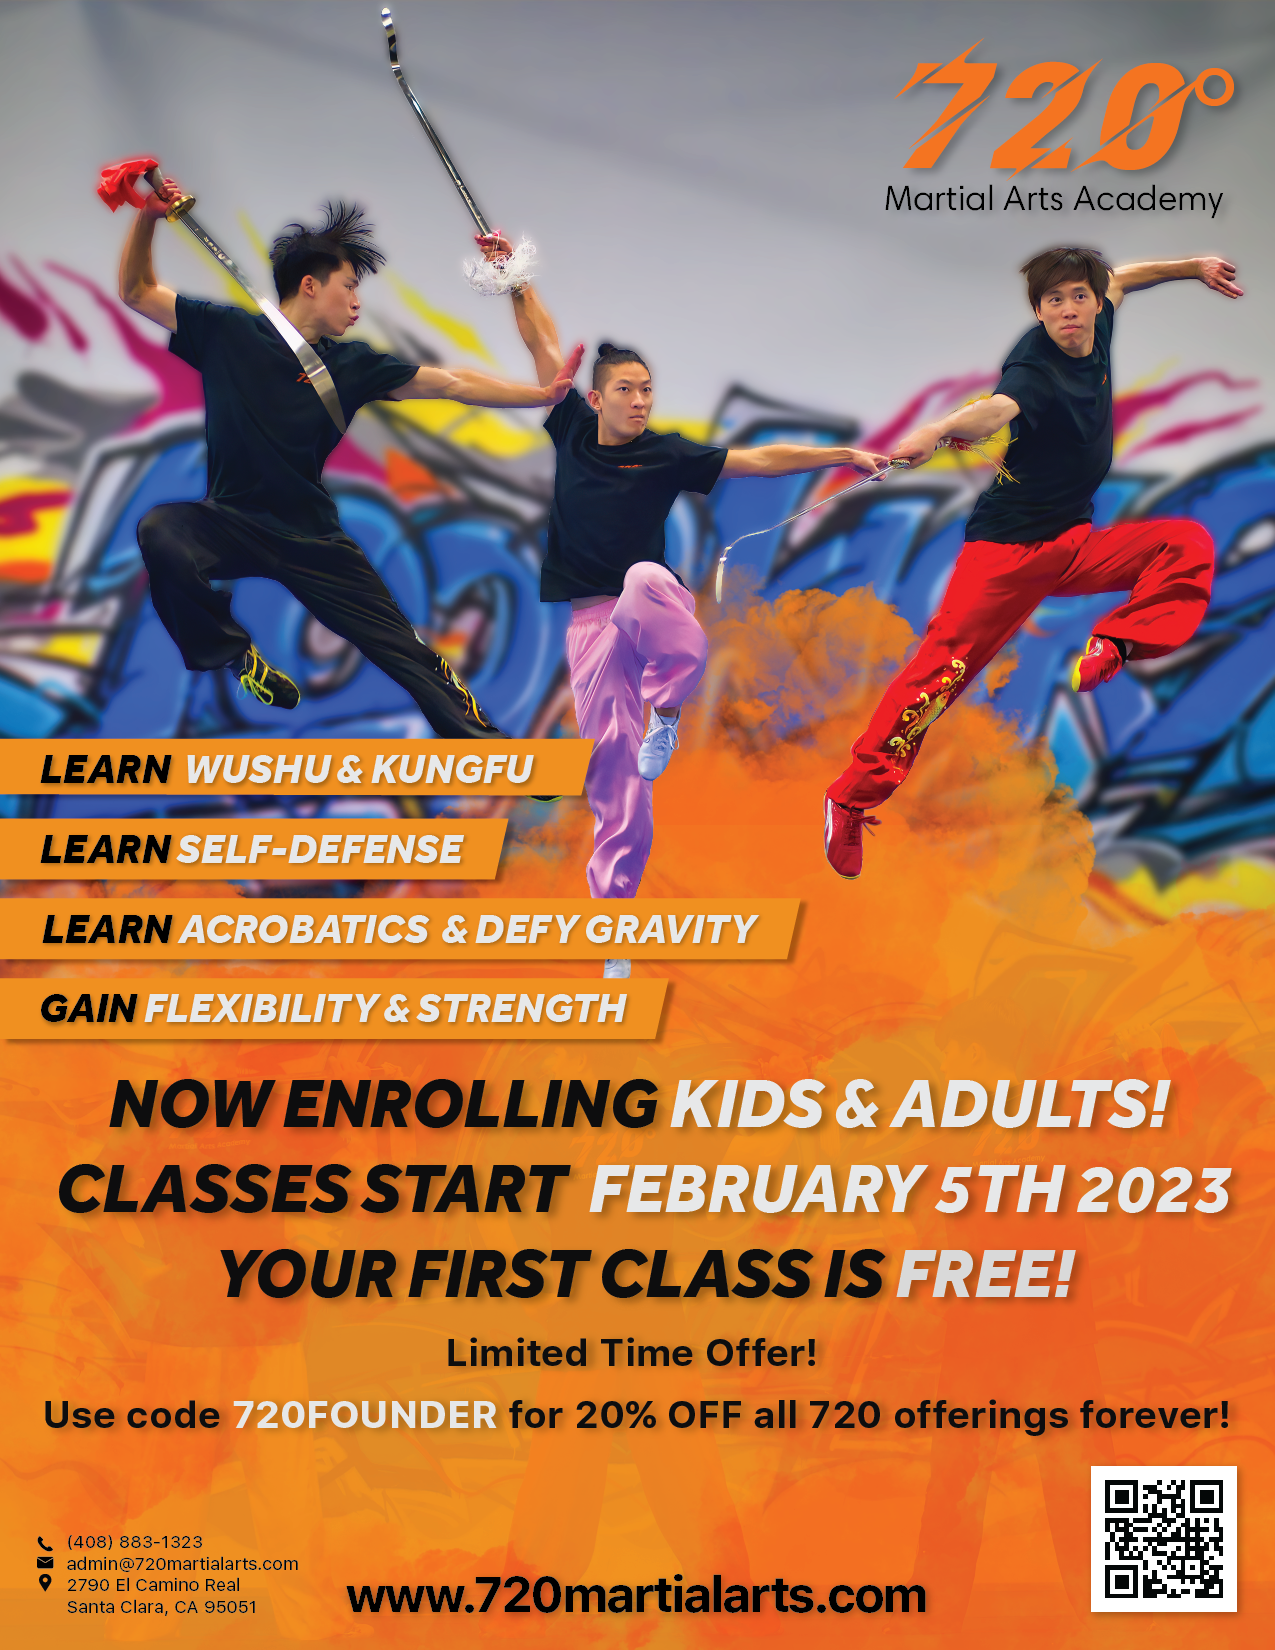 720°
Martial Arts Academy
LEARN WUSHU & KUNGFU
LEARN SELF-DEFENSE
LEARN ACROBATICS & DEFY GRAVITY
GAIN FLEXIBILITY & STRENGTH
NOW ENROLLING KIDS & ADULTS!
CLASSES START FEBRUARY 5TH 2023
YOUR FIRST CLASS IS FREE!
Limited Time Offer!
Use code 720FOUNDER for 20% OFF all 720 offerings forever!
(408) 883-1323
admin@720martialarts.com
2790 El Camino Real
Santa Clara, CA 95051
www.720martialarts.com